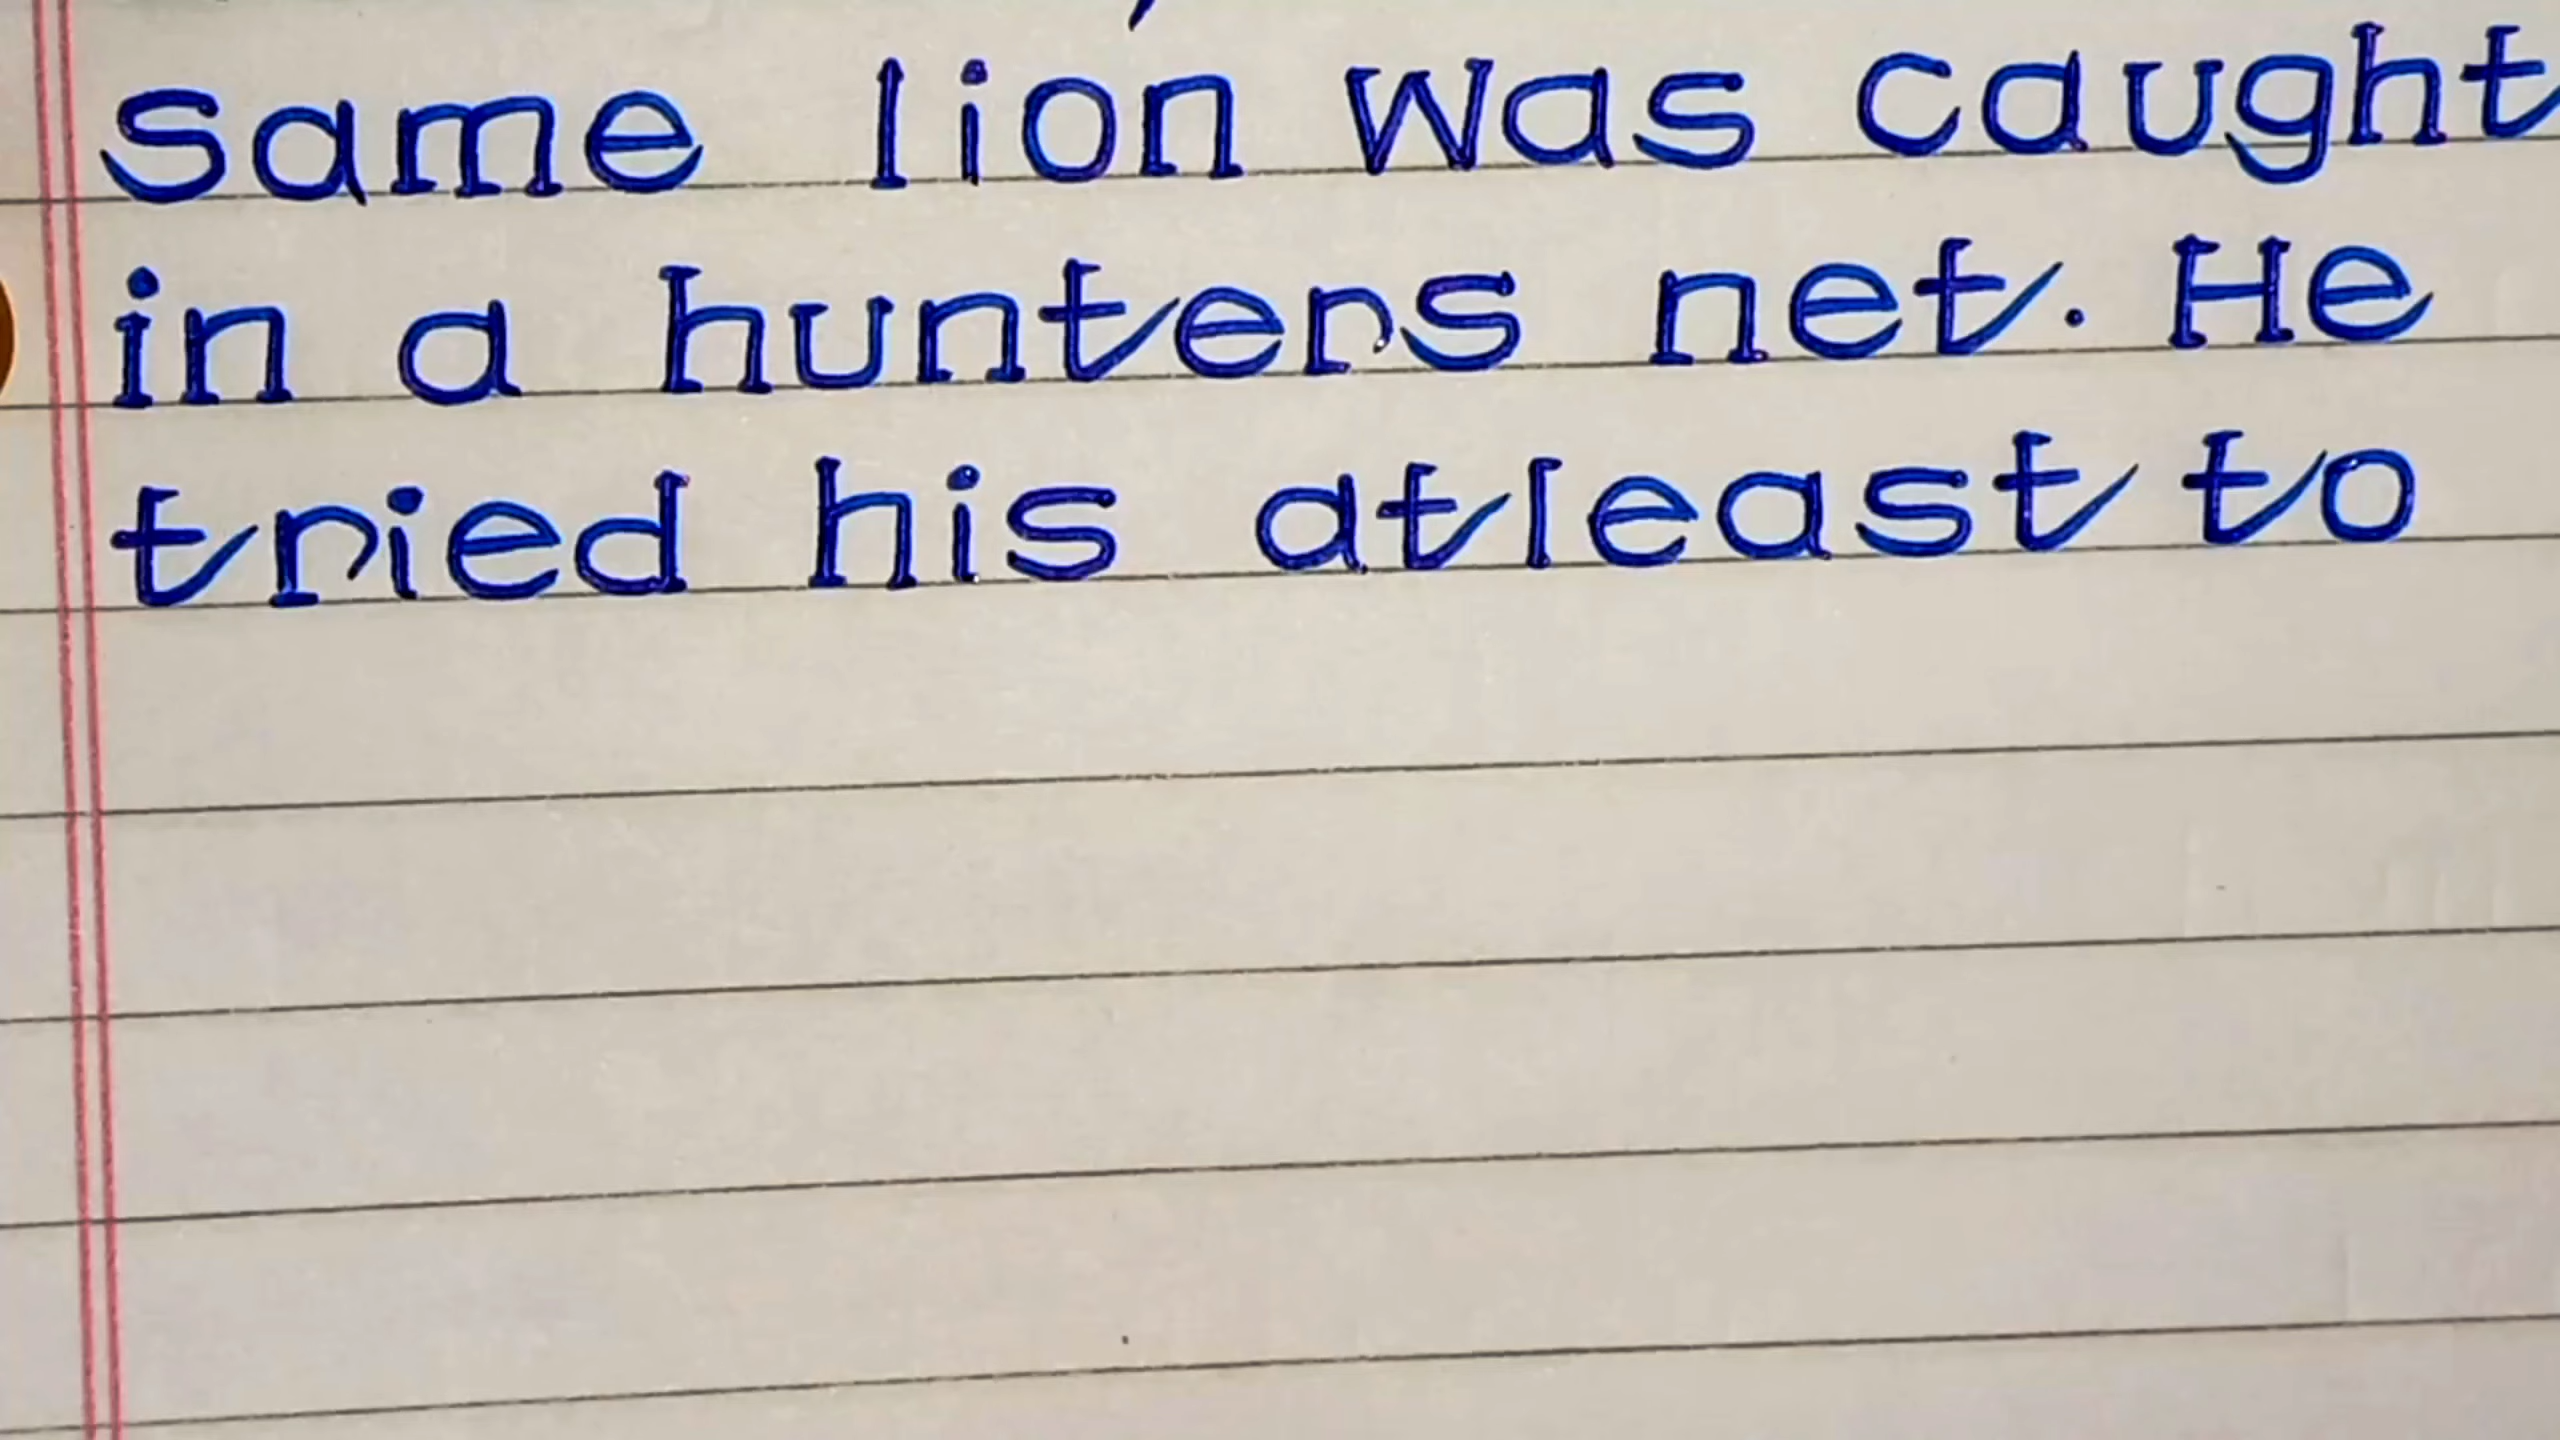 same lion was caught
in a hunters net. He
tried his atleast to